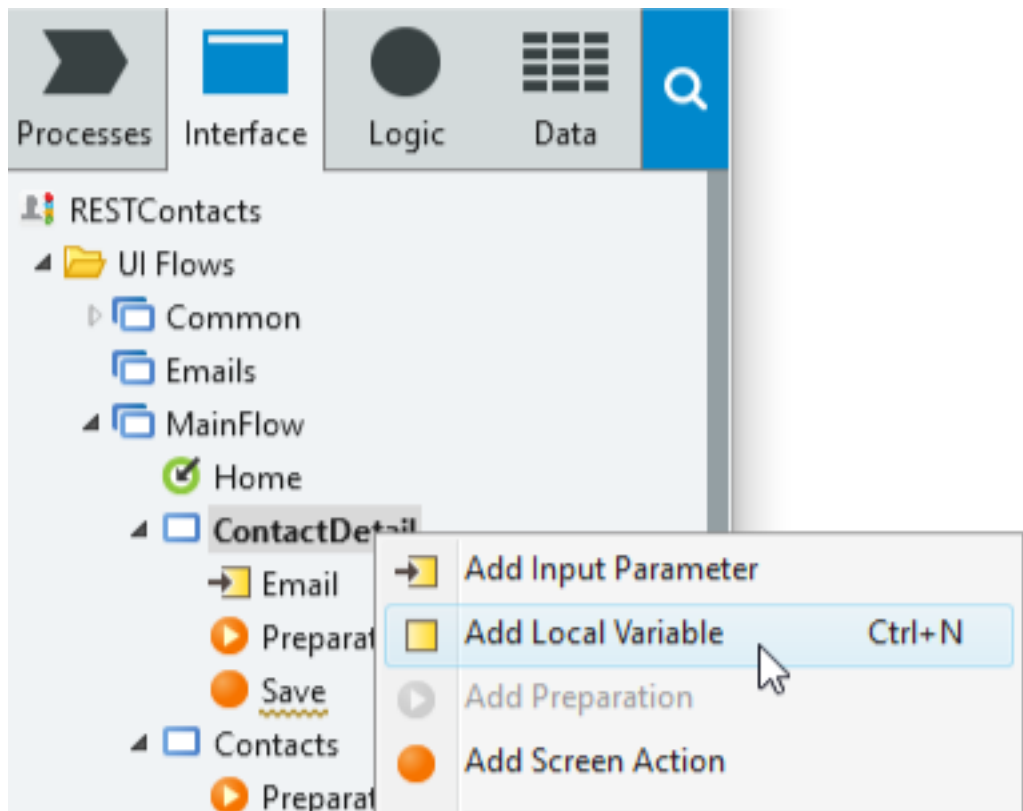 Processes
Interface
Logic
Data
RESTContacts
UI Flows
Common
Emails
MainFlow
Home
ContactDetail
Email
Add Input Parameter
Preparat
Add Local Variable Ctrl+N
Save
Add Preparation
Contacts
Add Screen Action
Preparat